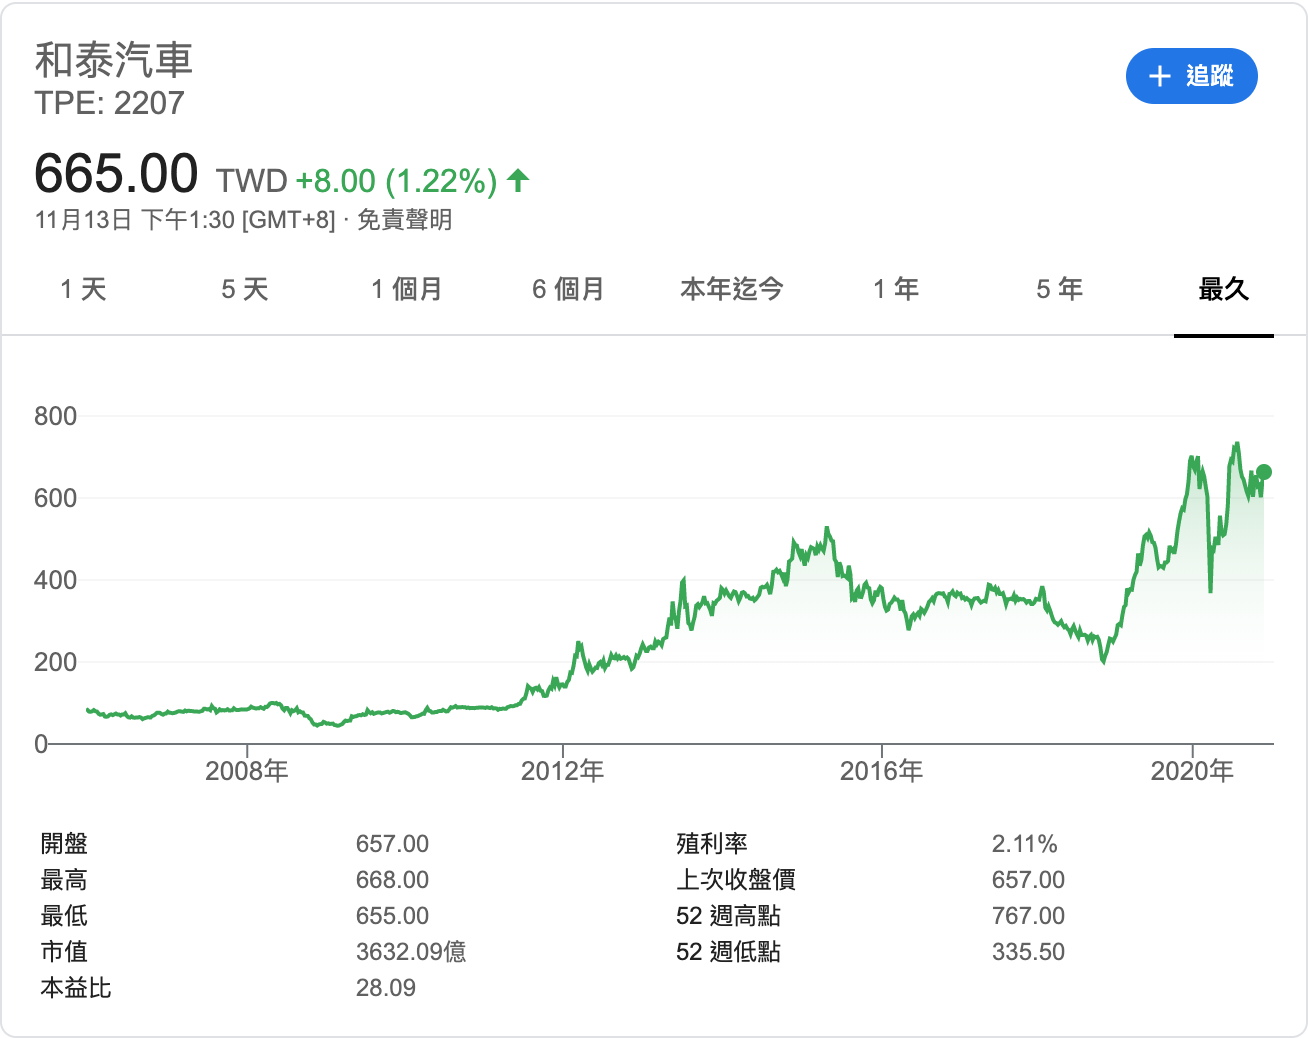 和泰汽車
TPE: 2207
+ 追蹤
665.00 TWD +8.00 (1.22%)
11月13日 下午1:30 [GMT+8] · 免責聲明
1 天 5 天 1 個月 6 個月 本年迄今 1 年 5 年 最久
800
600
400
200
0
2008年 2012年 2016年 2020年
開盤 657.00 殖利率 2.11%
最高 668.00 上次收盤價 657.00
最低 655.00 52 週高點 767.00
市值 3632.09億 52 週低點 335.50
本益比 28.09